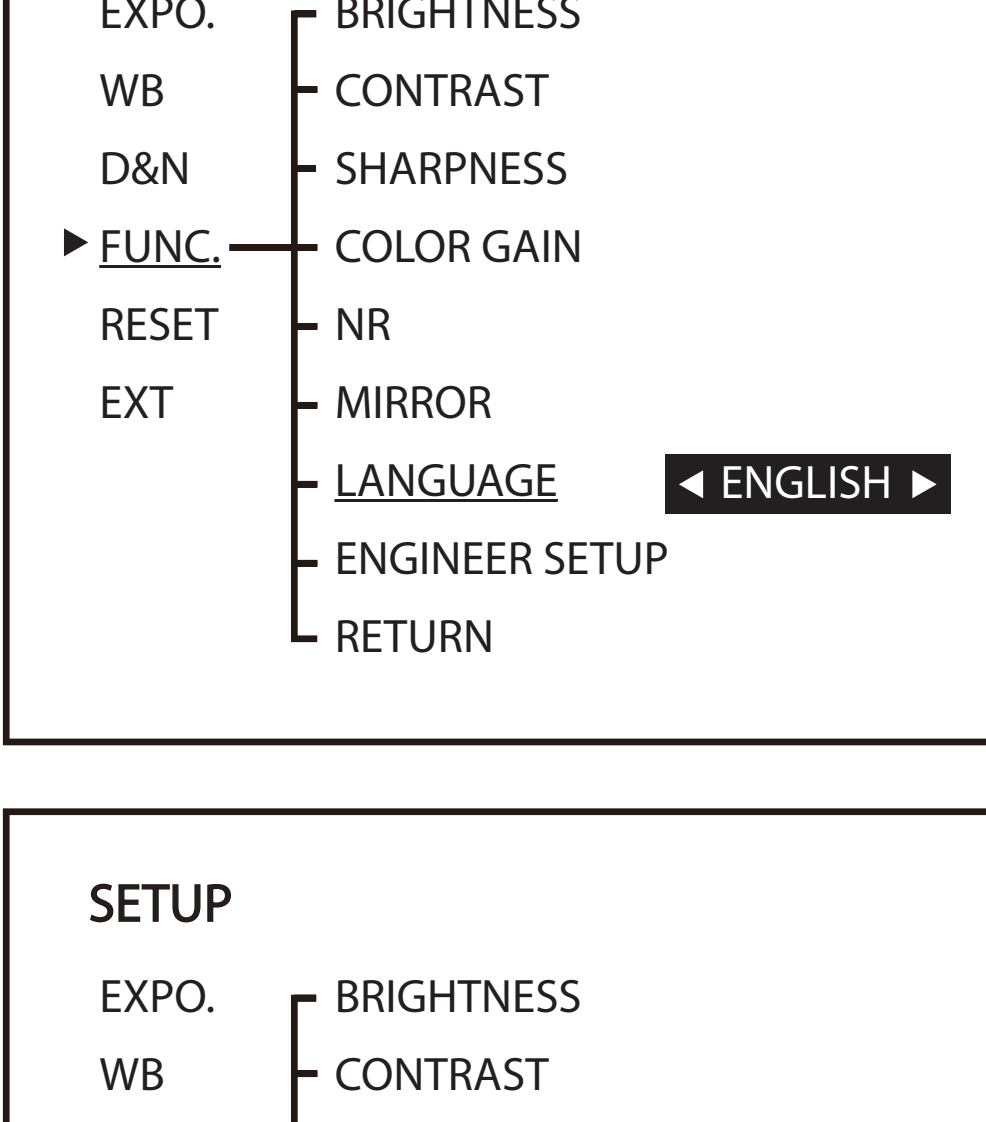 EXPO. BRIGHTNESS
WB CONTRAST
D&N SHARPNESS
FUNC. COLOR GAIN
RESET NR
EXT MIRROR
LANGUAGE ENGLISH
ENGINEER SETUP
RETURN
SETUP
EXPO. BRIGHTNESS
WB CONTRAST